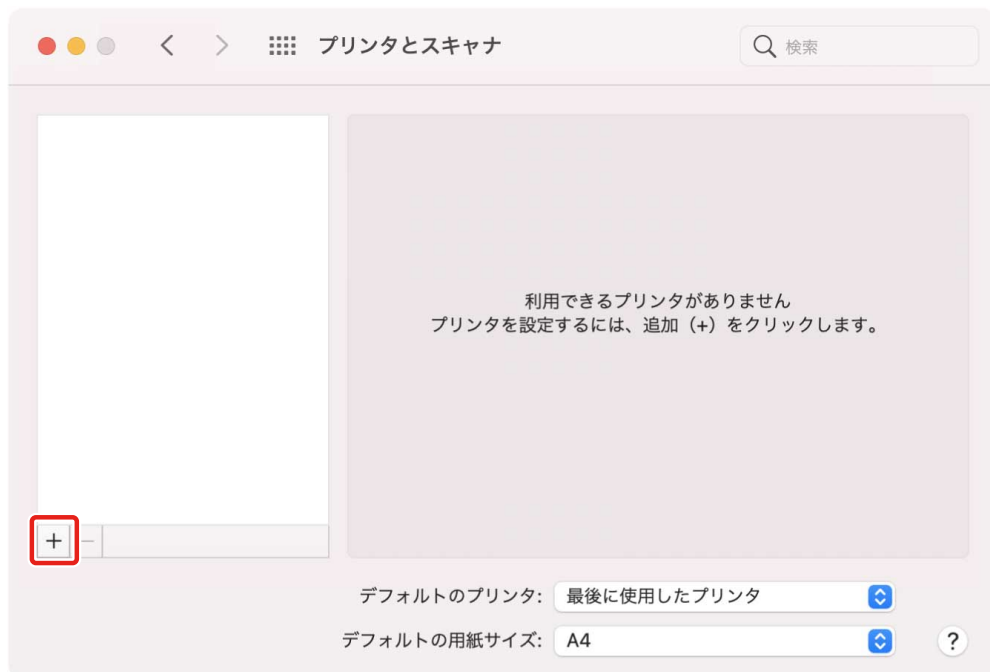 プリンタとスキャナ
検索
利用できるプリンタがありません
プリンタを設定するには、追加（+）をクリックします。
+ −
デフォルトのプリンタ: 最後に使用したプリンタ
デフォルトの用紙サイズ: A4 ?